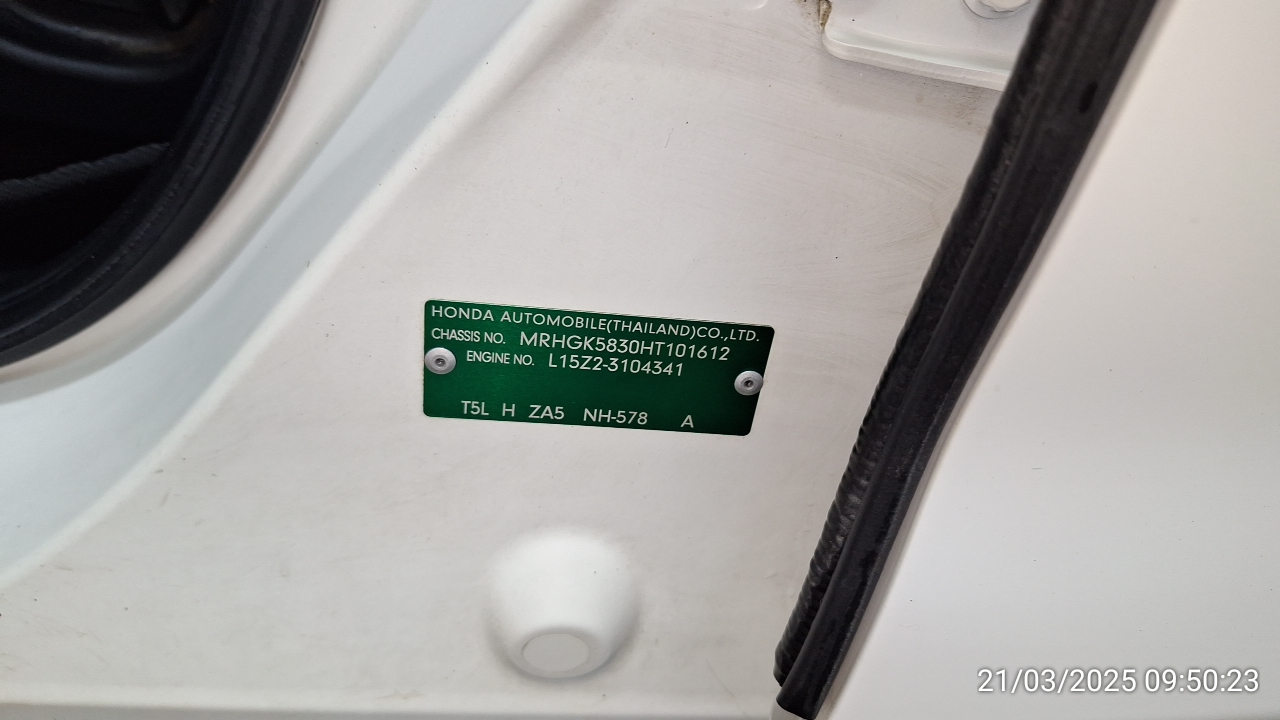 HONDA AUTOMOBILE(THAILAND)CO.,LTD.
CHASSIS NO. MRHGK5830HT101612
ENGINE NO. L15Z2-3104341
T5L H ZA5 NH-578 A
21/03/2025 09:50:23